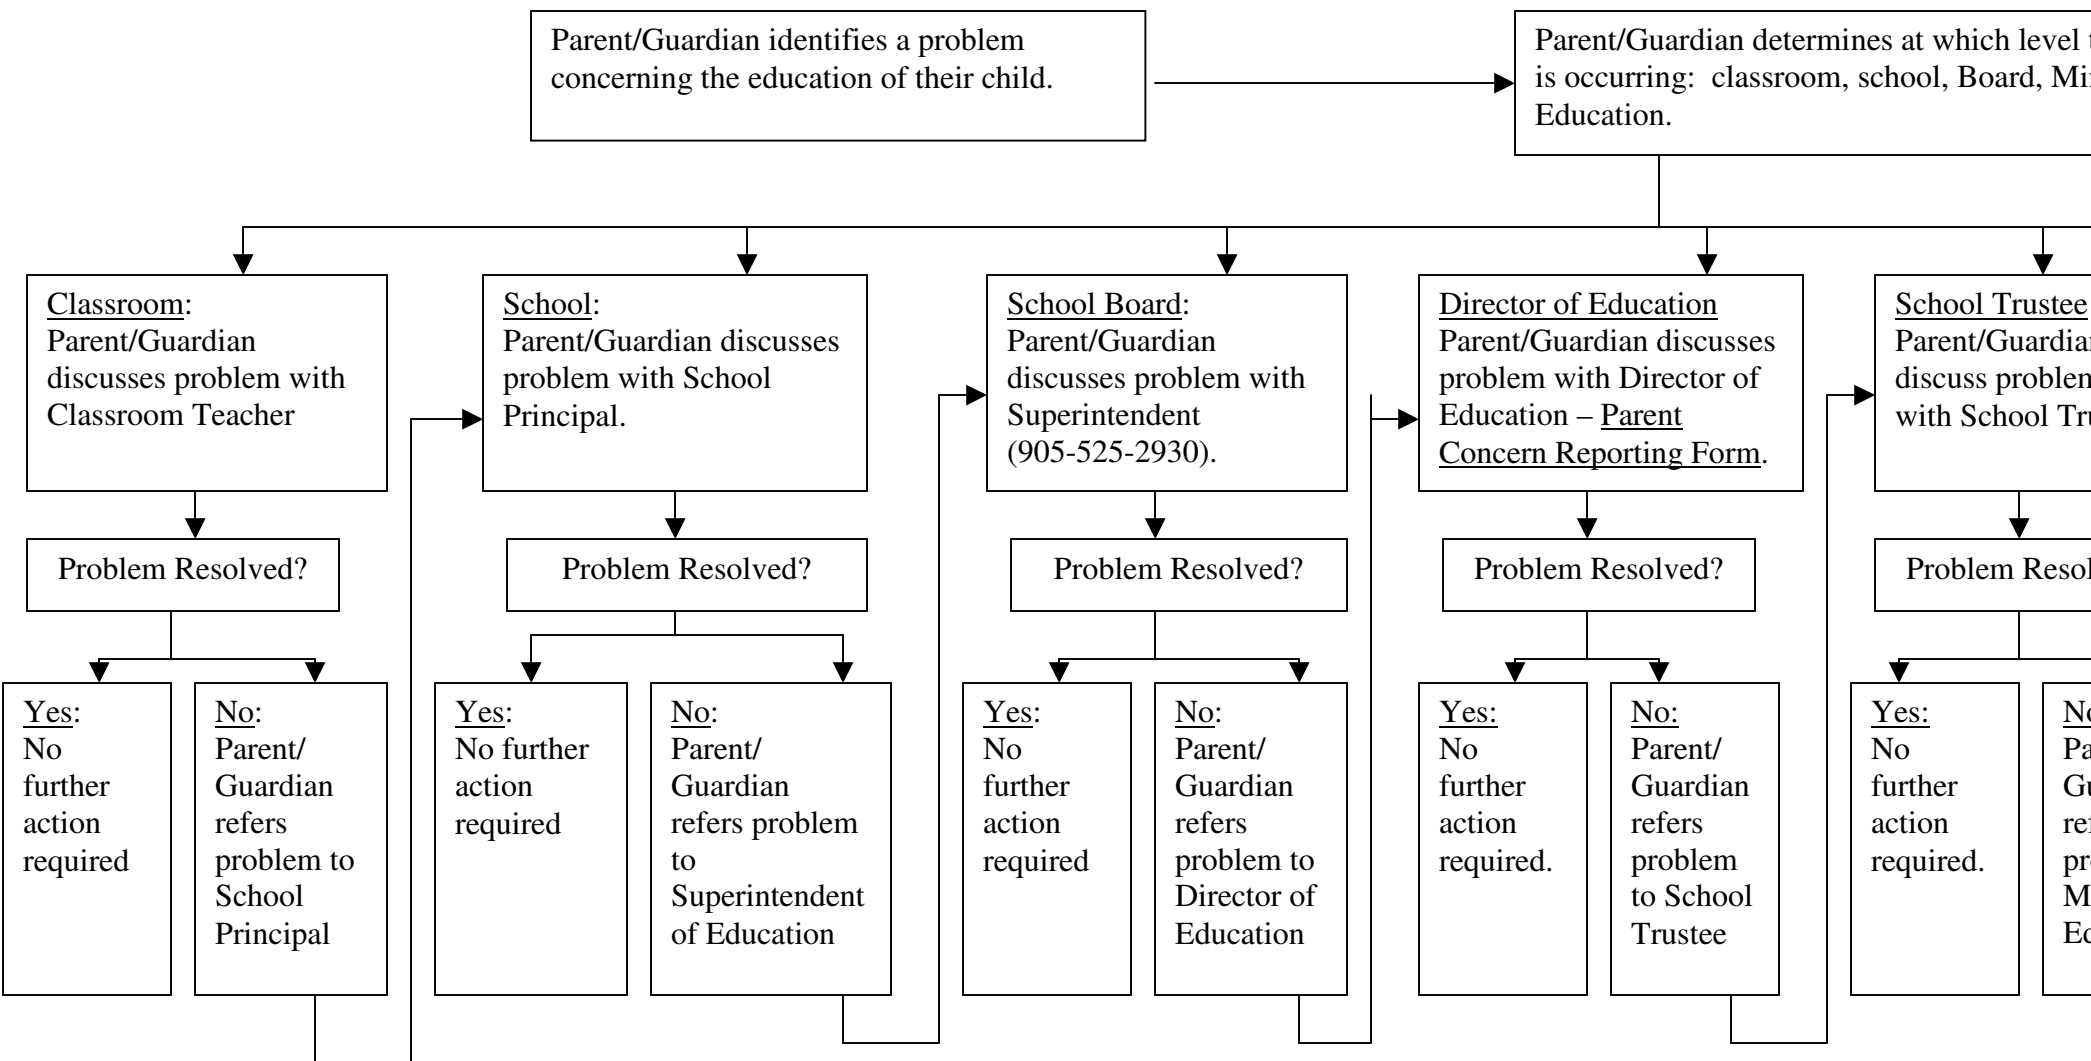 Parent/Guardian identifies a problem
concerning the education of their child.
Parent/Guardian determines at which level
is occurring:  classroom, school, Board,
Education.
Classroom:
Parent/Guardian
discusses problem with
Classroom Teacher
School:
Parent/Guardian discusses
problem with School
Principal.
School Board:
Parent/Guardian
discusses problem with
Superintendent
(905-525-2930).
Director of Education
Parent/Guardian discusses
problem with Director of
Education – Parent
Concern Reporting Form.
School Trustee
discuss
with School
Problem Resolved?
Problem Resolved?
Problem Resolved?
Problem Resolved?
Problem
Yes:
No
further
action
required
No:
Parent/
Guardian
refers
problem to
School
Principal
Yes:
No further
action
required
No:
Parent/
Guardian
refers problem
to
Superintendent
of Education
Yes:
No
further
action
required
No:
Parent/
Guardian
refers
problem to
Director of
Education
Yes:
No
further
action
required.
No:
Parent/
Guardian
refers
problem
to School
Trustee
Yes:
No
further
action
required.